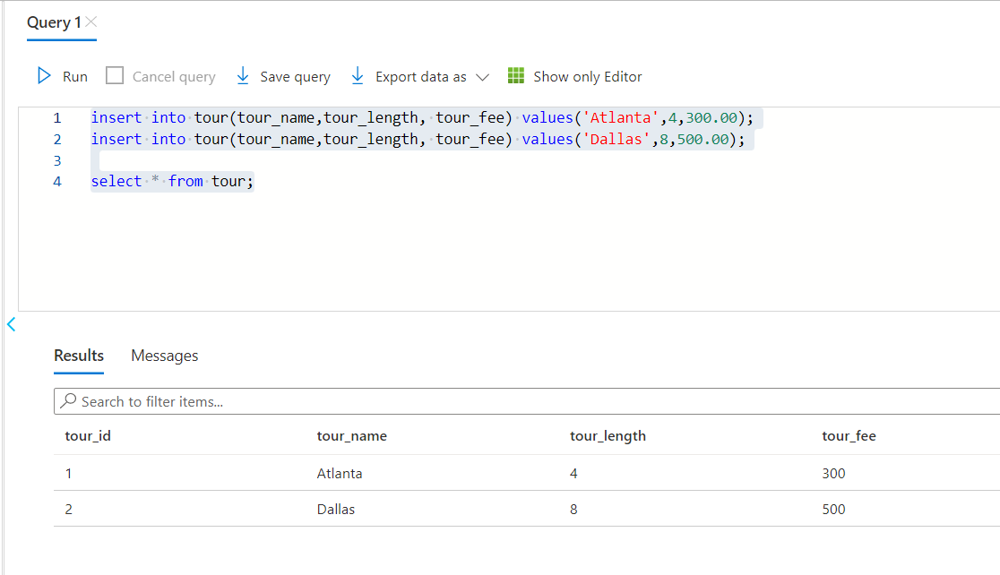 Query 1
Run Cancel query Save query Export data as Show only Editor
1 insert into tour(tour_name,tour_length, tour_fee) values('Atlanta',4,300.00);
2 insert into tour(tour_name,tour_length, tour_fee) values('Dallas',8,500.00);
3
4 select * from tour;
Results Messages
Search to filter items...
tour_id tour_name tour_length tour_fee
1 Atlanta 4 300
2 Dallas 8 500